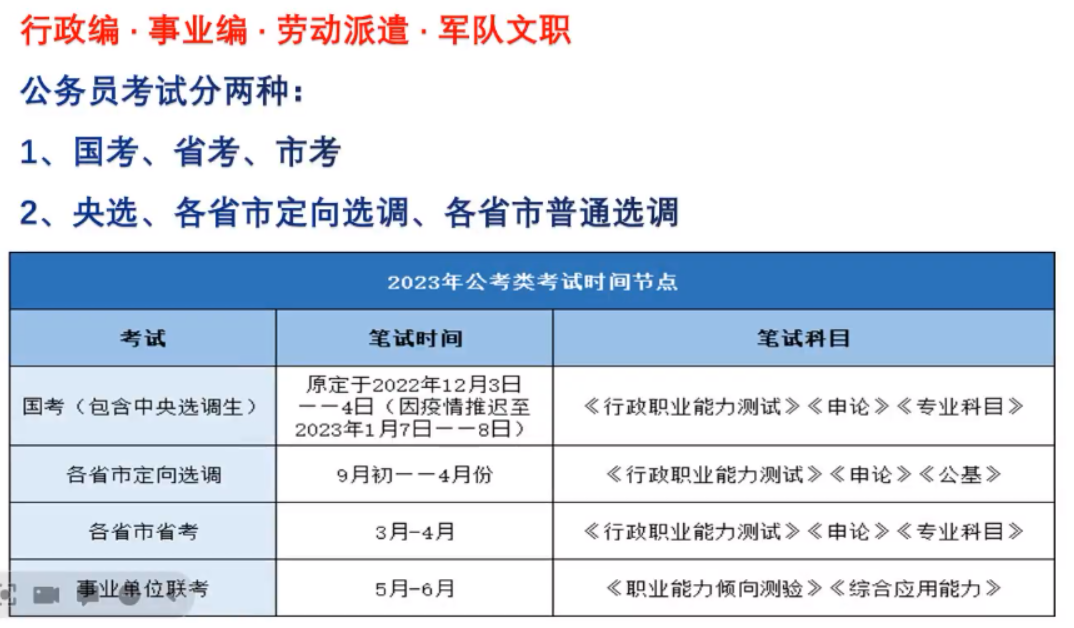 行政编·事业编·劳动派遣·军队文职
公务员考试分两种：
1、国考、省考、市考
2、央选、各省市定向选调、各省市普通选调
2023年公考类考试时间节点
考试 笔试时间 笔试科目
国考（包含中央选调生） 原定于2022年12月3日
——4日（因疫情推迟至
2023年1月7日——8日） 《行政职业能力测试》《申论》《专业科目》
各省市定向选调 9月初——4月份 《行政职业能力测试》《申论》《公基》
各省市省考 3月-4月 《行政职业能力测试》《申论》《专业科目》
事业单位联考 5月-6月 《职业能力倾向测验》《综合应用能力》